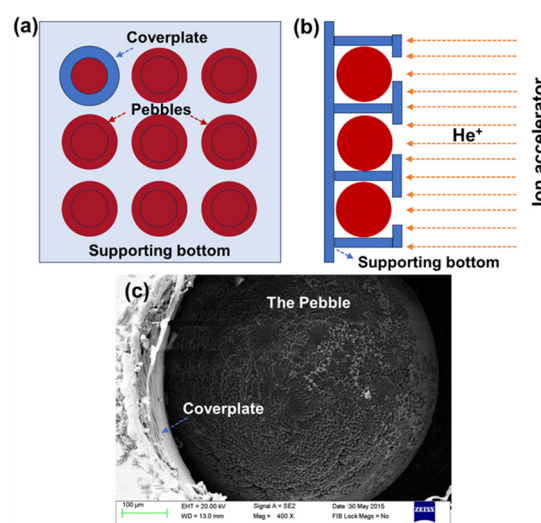 (a)
Coverplate
Pebbles
Supporting bottom
(b)
He⁺
Ion accelerator
Supporting bottom
(c)
The Pebble
Coverplate
100 µm
EHT = 20.00 kV
Signal A = SE2
Date :30 May 2015
ZEISS
WD = 13.0 mm
Mag = 400 X
FIB Lock Mags = No